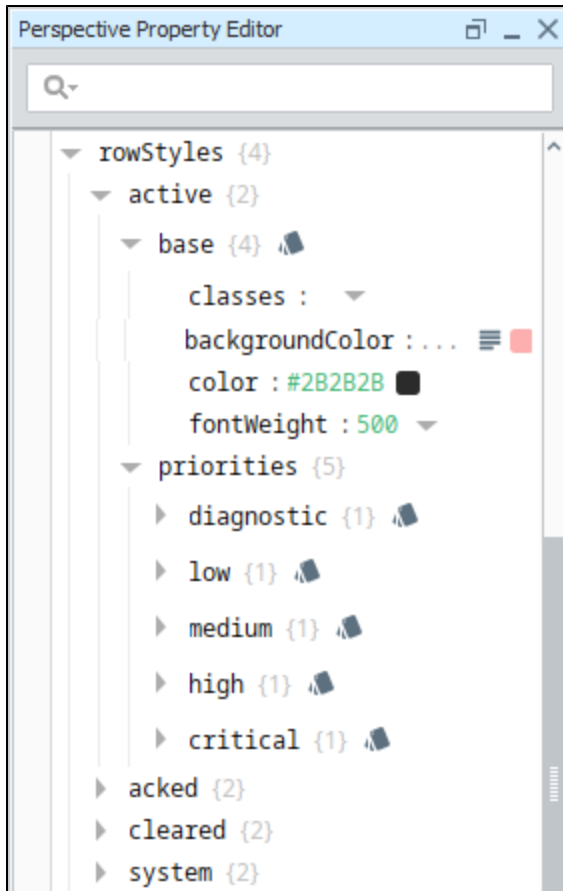 Perspective Property Editor
rowStyles {4}
active {2}
base {4}
classes :
backgroundColor :...
color : #2B2B2B
fontWeight : 500
priorities {5}
diagnostic {1}
low {1}
medium {1}
high {1}
critical {1}
acked {2}
cleared {2}
system {2}